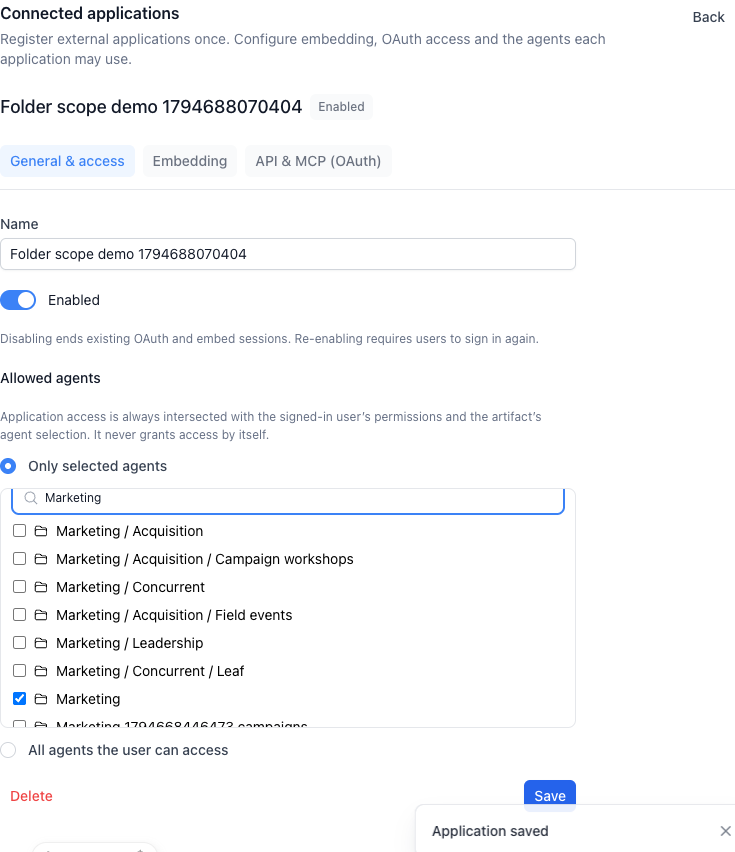 Connected applications
Back
Register external applications once. Configure embedding, OAuth access and the agents each
application may use.
Folder scope demo 1794688070404
Enabled
General & access
Embedding
API & MCP (OAuth)
Name
Folder scope demo 1794688070404
Enabled
Disabling ends existing OAuth and embed sessions. Re-enabling requires users to sign in again.
Allowed agents
Application access is always intersected with the signed-in user’s permissions and the artifact’s
agent selection. It never grants access by itself.
Only selected agents
Marketing
Marketing / Acquisition
Marketing / Acquisition / Campaign workshops
Marketing / Concurrent
Marketing / Acquisition / Field events
Marketing / Leadership
Marketing / Concurrent / Leaf
Marketing
Marketing 1794668446473 campaigns
All agents the user can access
Delete
Save
Application saved